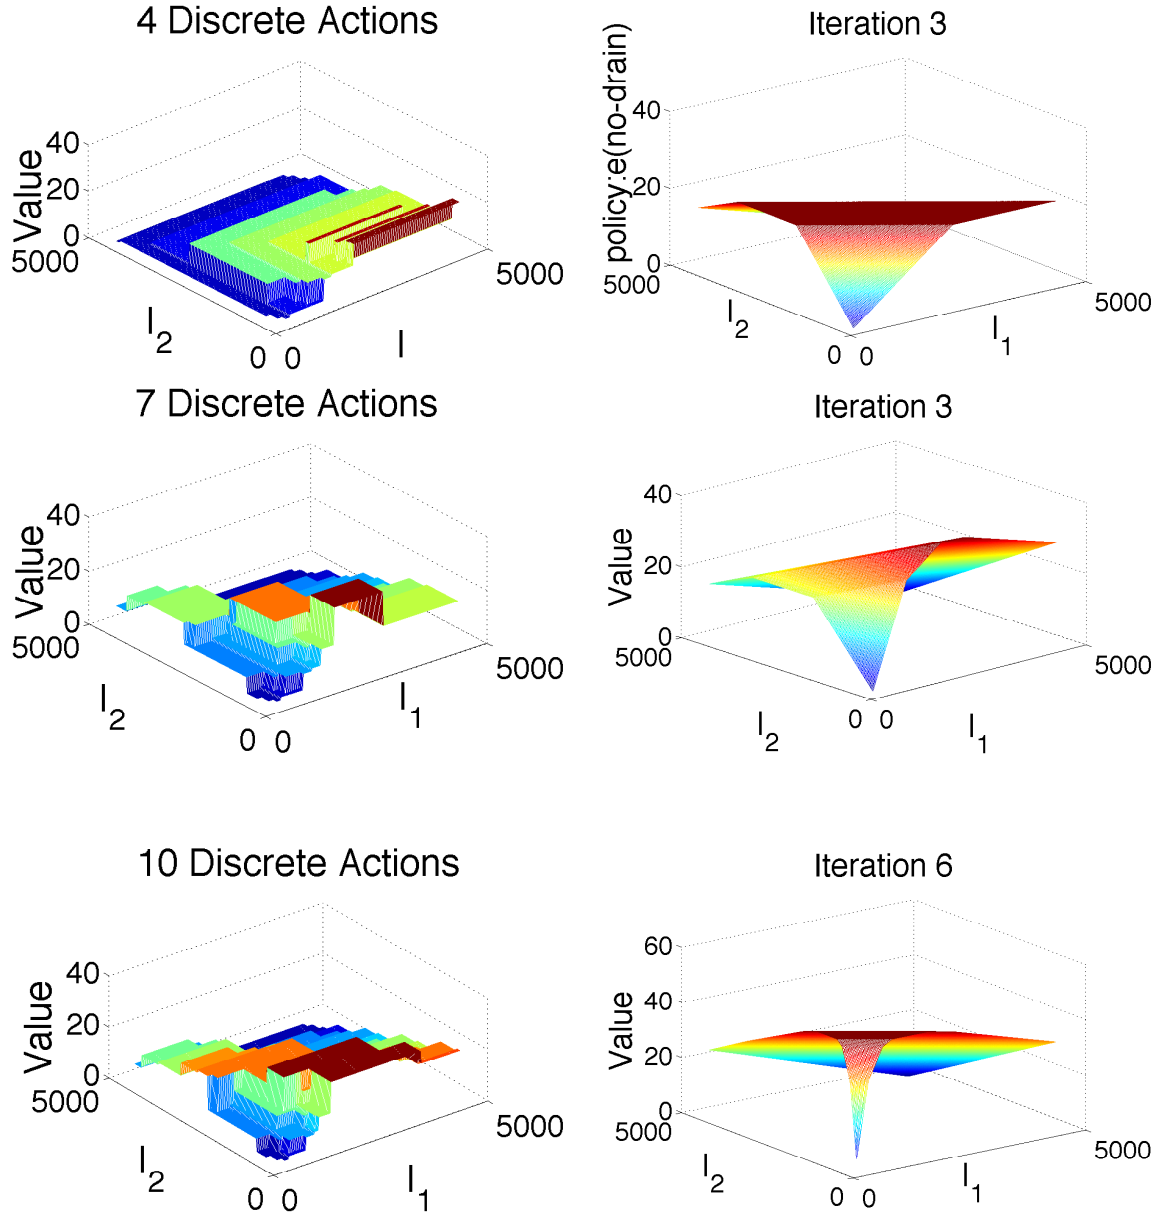 4 Discrete Actions
Value
40
20
0
5000
I2
0 0
I
5000
Iteration 3
policy:e(no-drain)
40
20
0
5000
I2
0 0
I1
5000
7 Discrete Actions
Value
40
20
0
5000
I2
0 0
I1
5000
Iteration 3
Value
40
20
0
5000
I2
0 0
I1
5000
10 Discrete Actions
Value
40
20
0
5000
I2
0 0
I1
5000
Iteration 6
Value
60
40
20
0
5000
I2
0 0
I1
5000